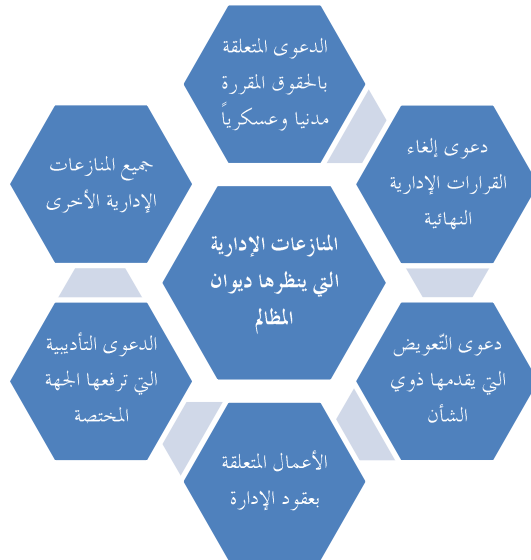 المنازعات الإدارية
التي ينظرها ديوان
المظالم
الدعوى المتعلقة
بالحقوق المقررة
مدنيا وعسكرياً
دعوى إلغاء
القرارات الإدارية
النهائية
دعوى التّعويض
التي يقدمها ذوي
الشأن
الأعمال المتعلقة
بعقود الإدارة
الدعوى التأديبية
التي ترفعها الجهة
المختصة
جميع المنازعات
الإدارية الأخرى